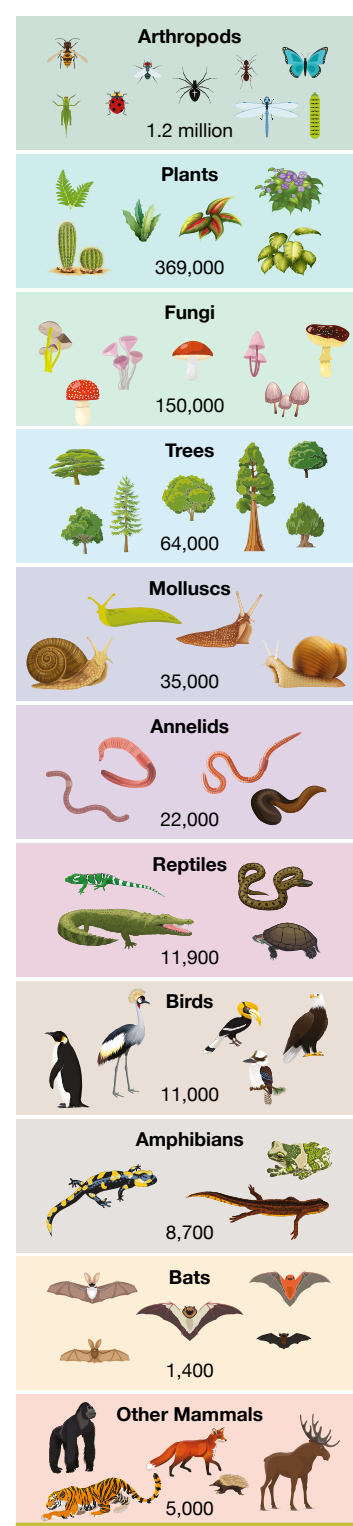 Arthropods
1.2 million
Plants
369,000
Fungi
150,000
Trees
64,000
Molluscs
35,000
Annelids
22,000
Reptiles
11,900
Birds
11,000
Amphibians
8,700
Bats
1,400
Other Mammals
5,000